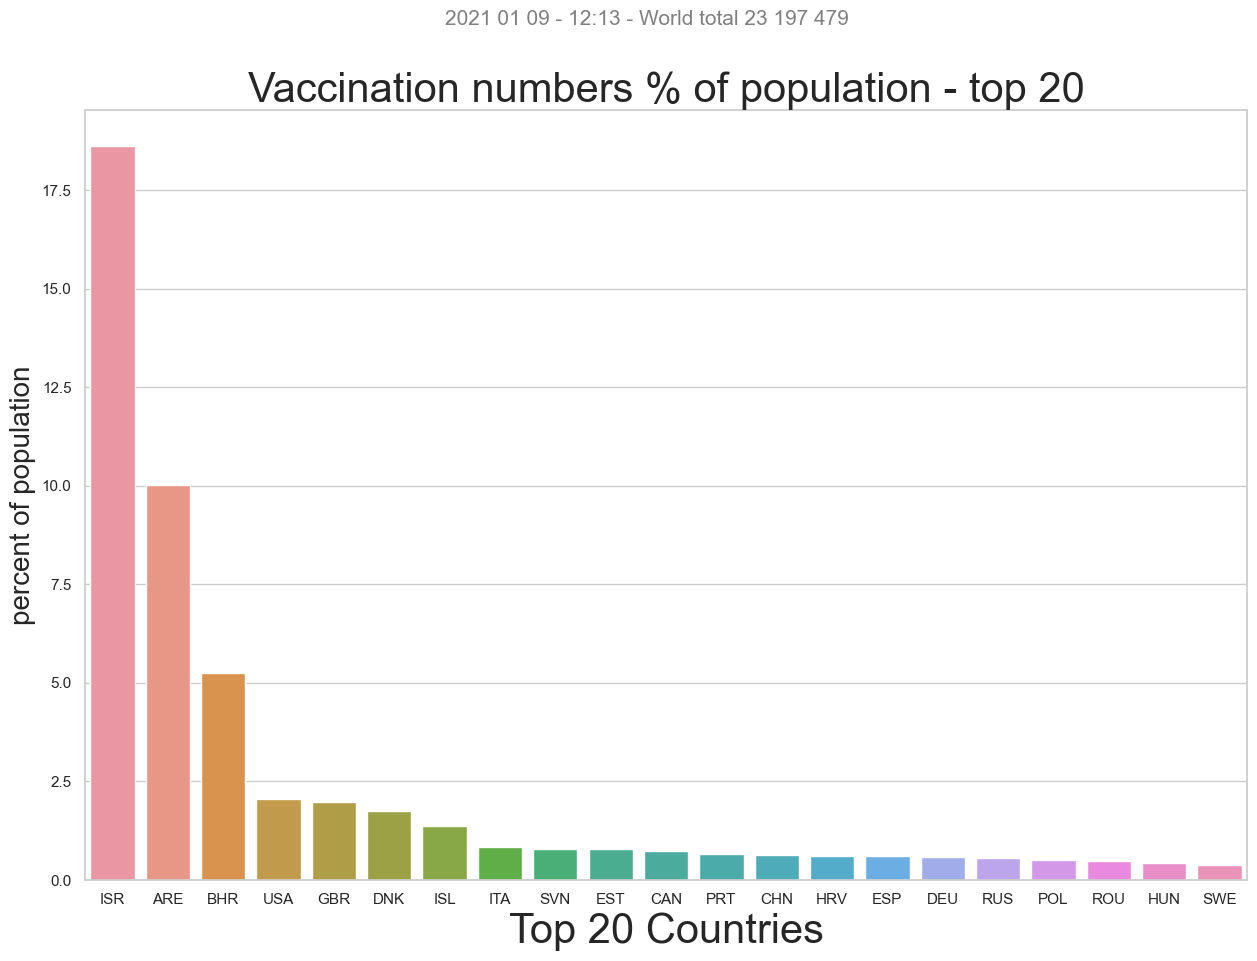 2021 01 09 - 12:13 - World total 23 197 479
Vaccination numbers % of population - top 20
percent of population
17.5
15.0
12.5
10.0
7.5
5.0
2.5
0.0
ISR ARE BHR USA GBR DNK ISL ITA SVN EST CAN PRT CHN HRV ESP DEU RUS POL ROU HUN SWE
Top 20 Countries